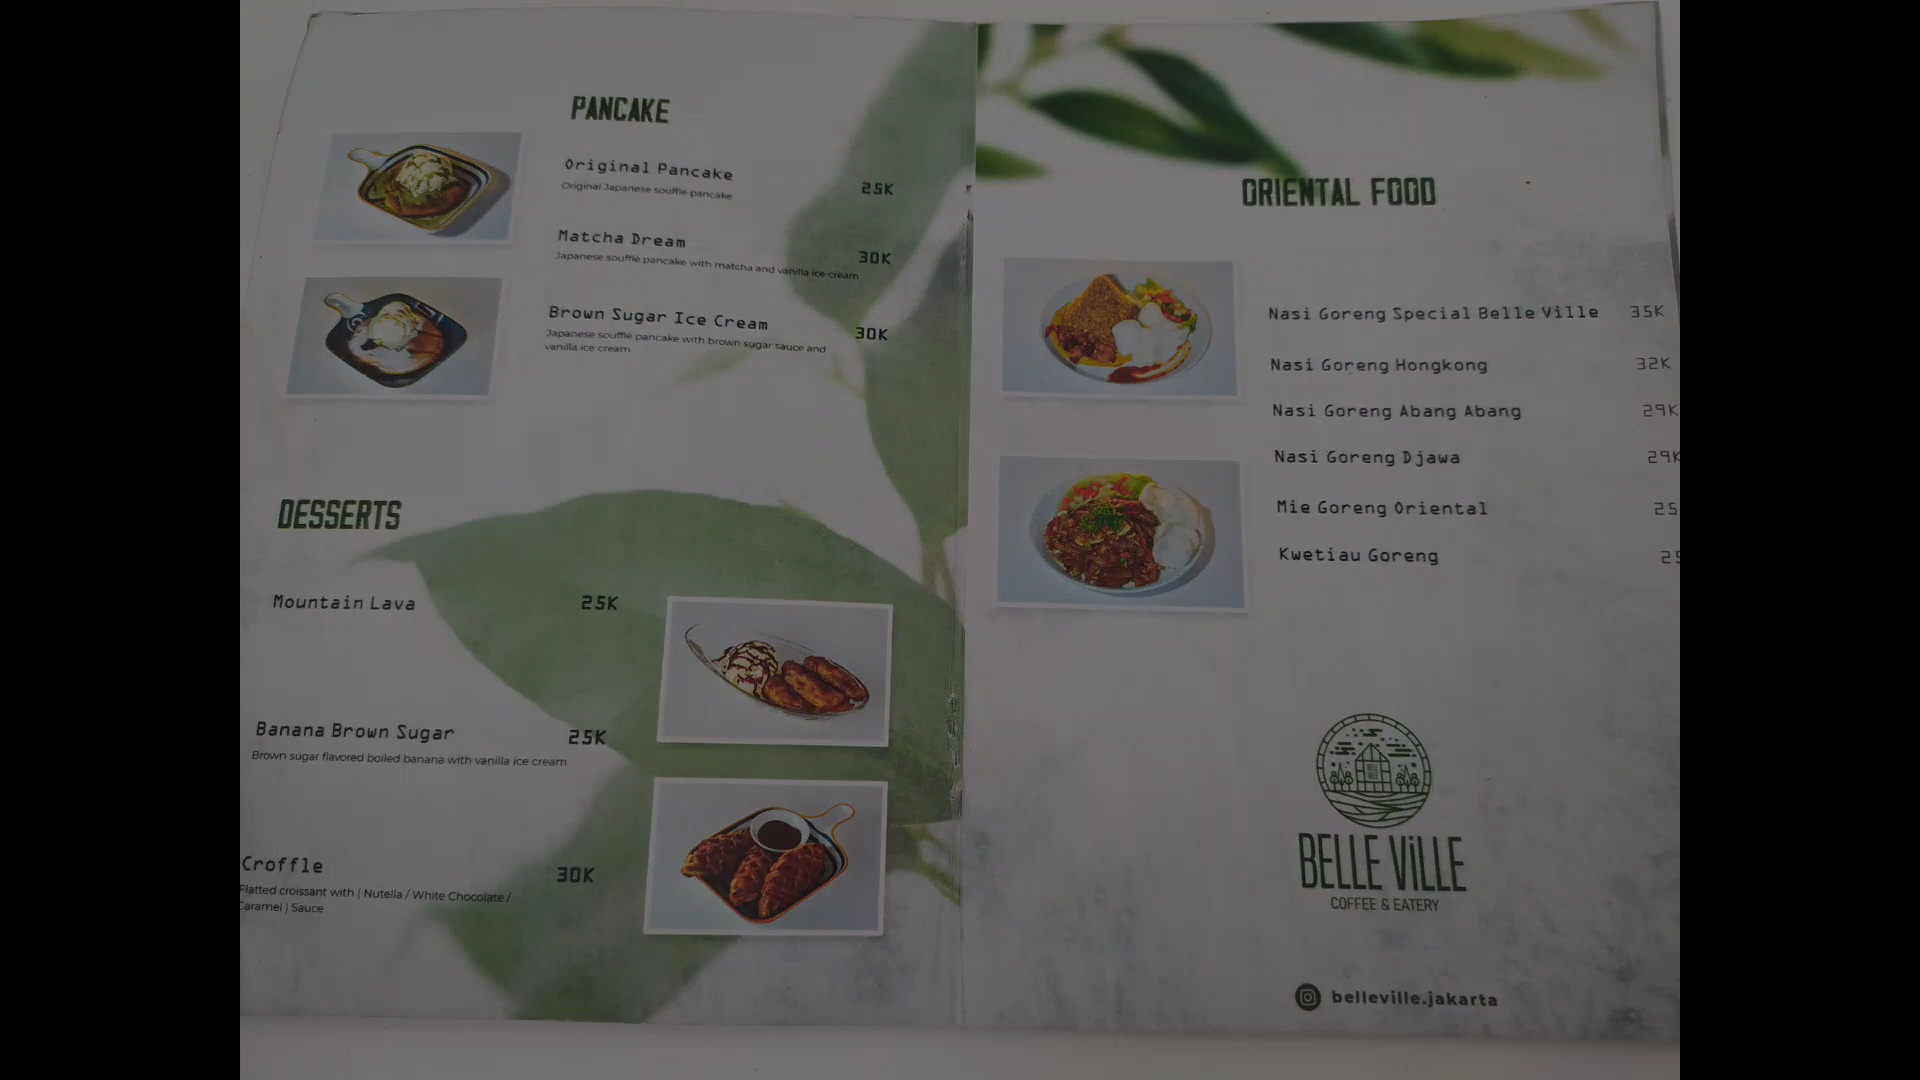 PANCAKE
Original Pancake 25K
Original Japanese souffle pancake
Matcha Dream 30K
Japanese souffle pancake with matcha and vanilla ice cream
Brown Sugar Ice Cream 30K
Japanese souffle pancake with brown sugar sauce and
vanilla ice cream
DESSERTS
Mountain Lava 25K
Banana Brown Sugar 25K
Brown sugar flavored boiled banana with vanilla ice cream
Croffle 30K
Flatted croissant with ( Nutella / White Chocolate /
Caramel ) Sauce
ORIENTAL FOOD
Nasi Goreng Special Belle Ville 35K
Nasi Goreng Hongkong 32K
Nasi Goreng Abang Abang 29K
Nasi Goreng Djawa 29K
Mie Goreng Oriental 25
Kwetiau Goreng
BELLE ViLLE
COFFEE & EATERY
belleville.jakarta